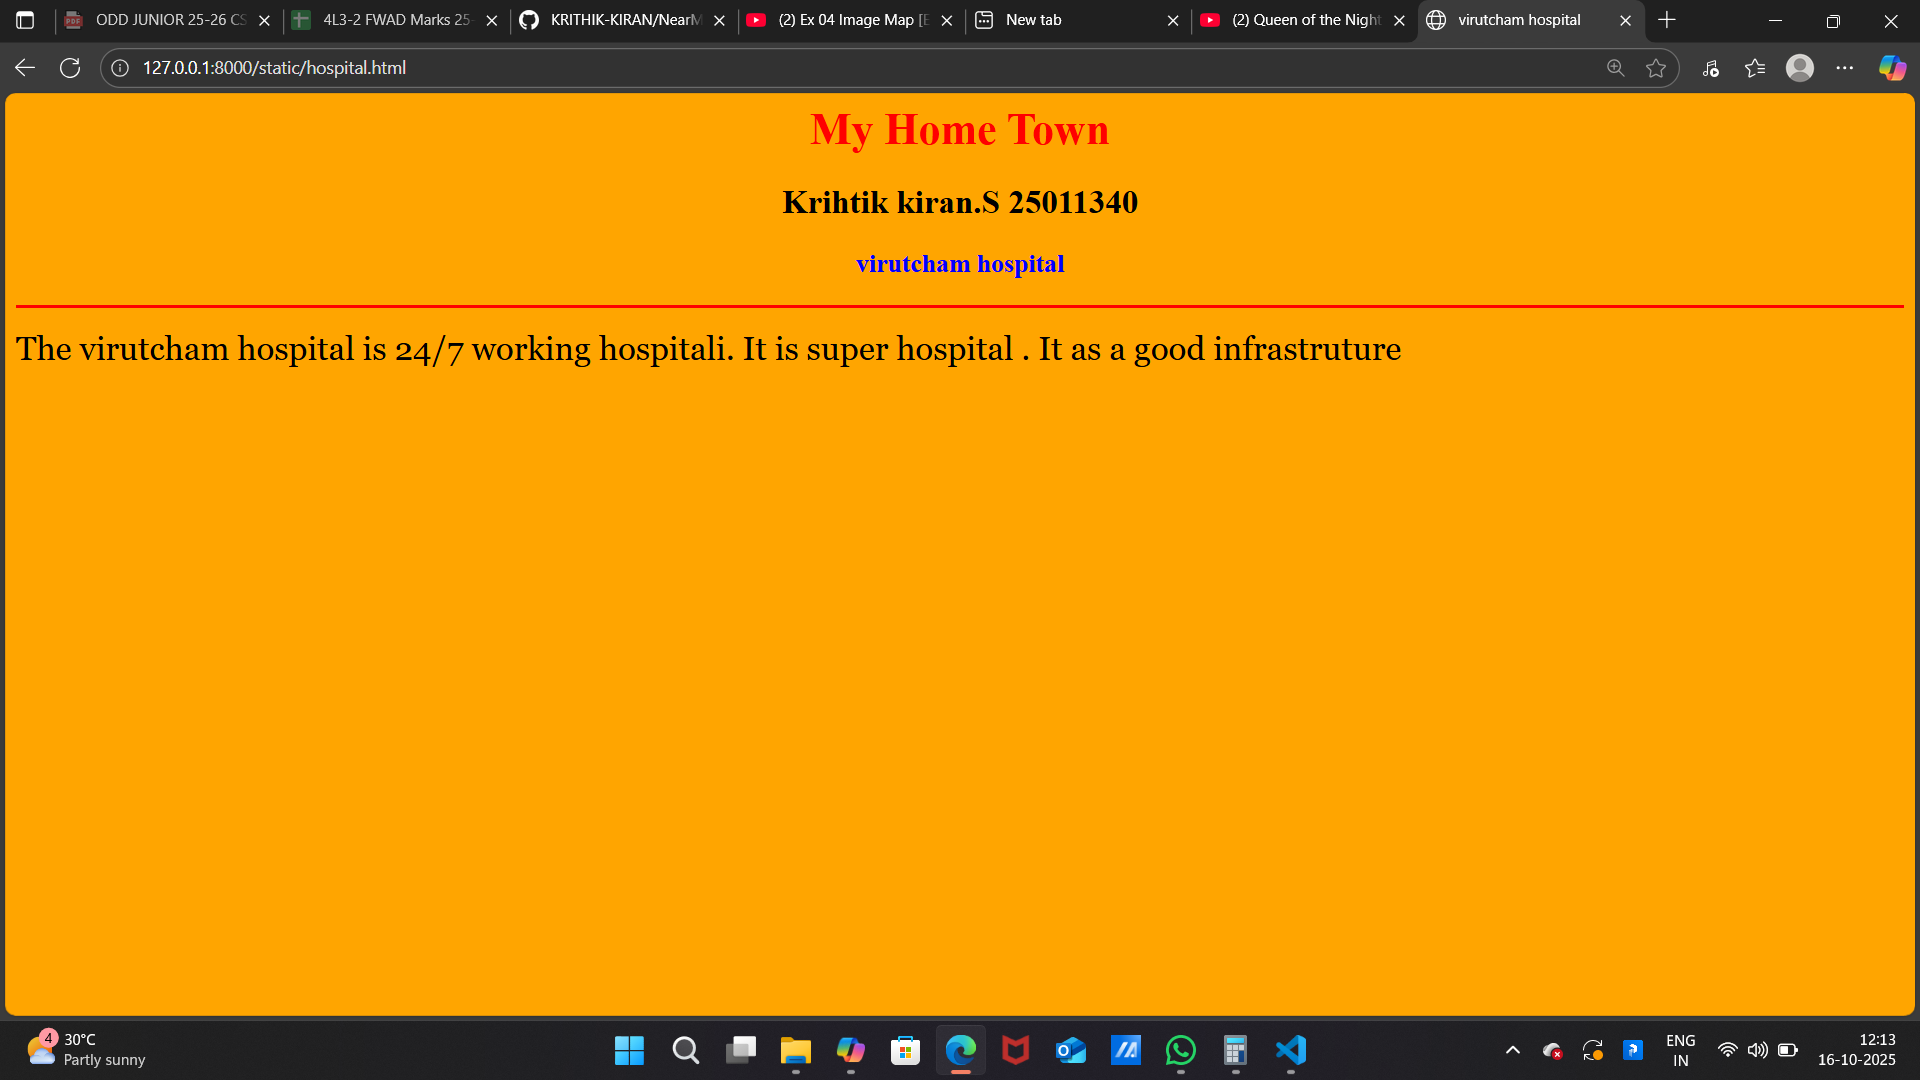 ODD JUNIOR 25-26 CS
4L3-2 FWAD Marks 25-
KRITHIK-KIRAN/NearM
(2) Ex 04 Image Map [E
New tab
(2) Queen of the Night
virutcham hospital
127.0.0.1:8000/static/hospital.html
My Home Town
Krihtik kiran.S 25011340
virutcham hospital
The virutcham hospital is 24/7 working hospitali. It is super hospital . It as a good infrastruture
4
30°C
Partly sunny
ENG
IN
12:13
16-10-2025